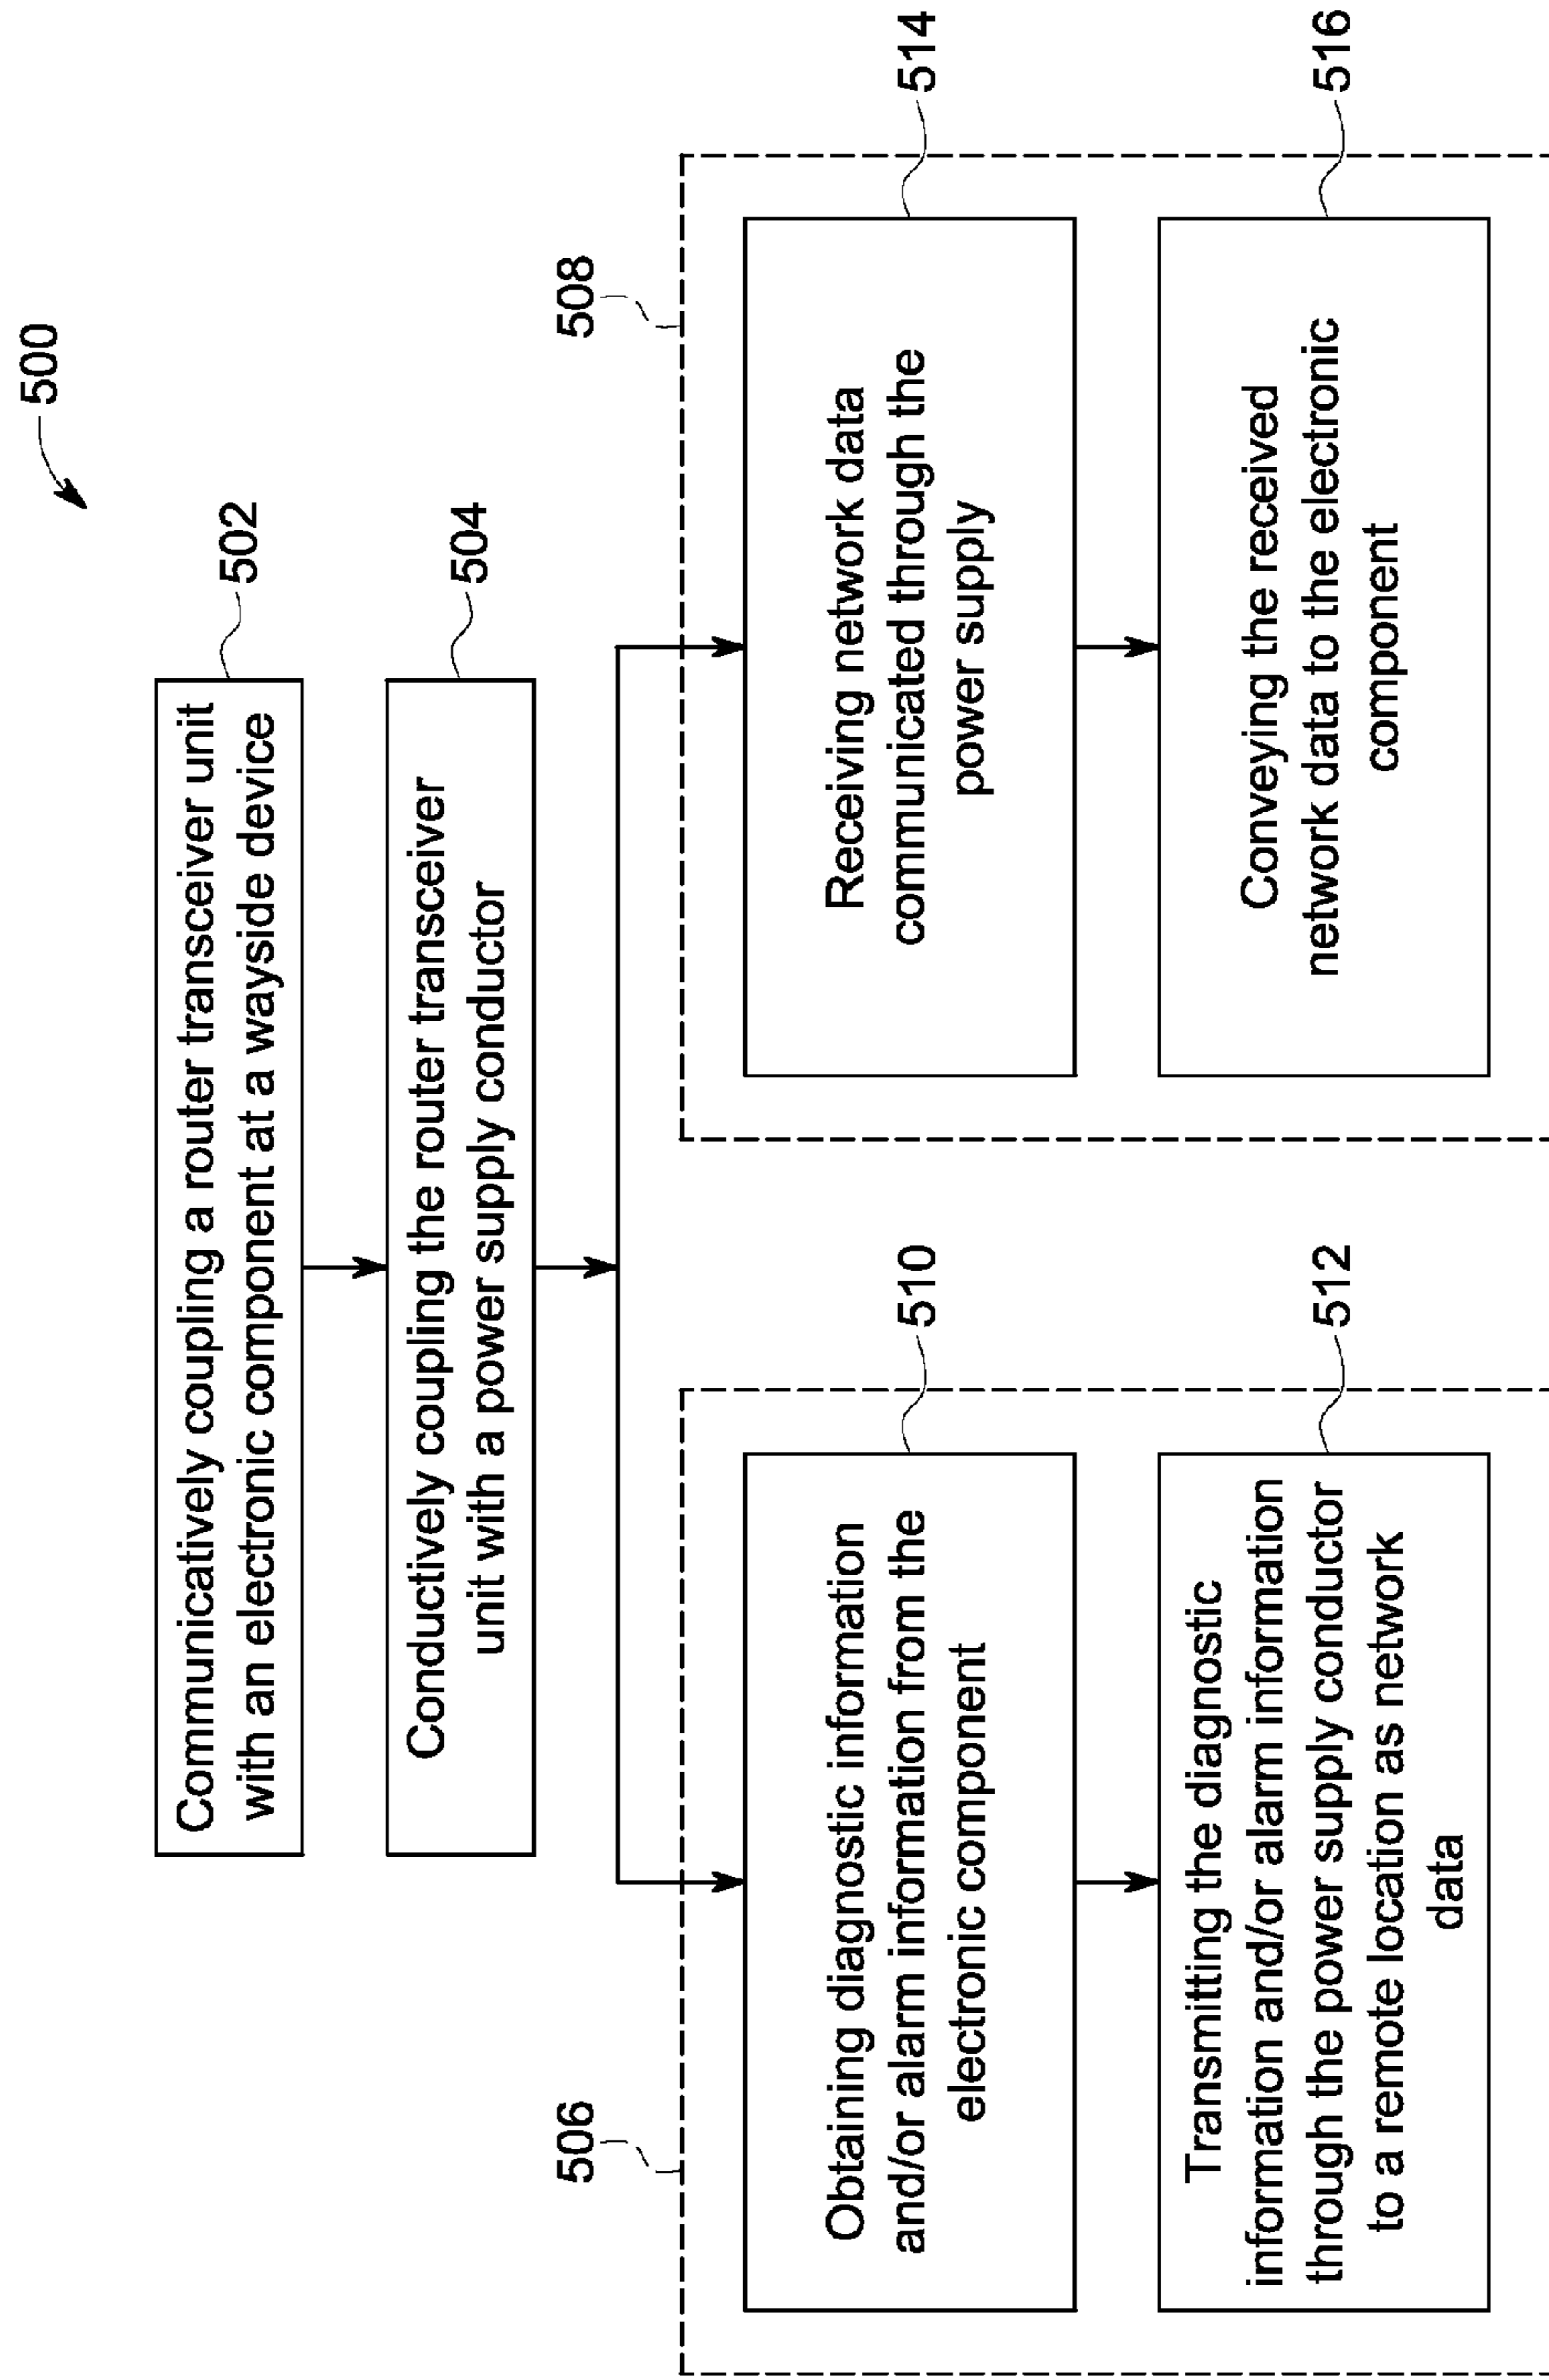 500
Communicatively coupling a router transceiver unit
with an electronic component at a wayside device
502
Conductively coupling the router transceiver
unit with a power supply conductor
504
506
Obtaining diagnostic information
and/or alarm information from the
electronic component
510
Transmitting the diagnostic
information and/or alarm information
through the power supply conductor
to a remote location as network
data
512
508
Receiving network data
communicated through the
power supply
514
Conveying the received
network data to the electronic
component
516